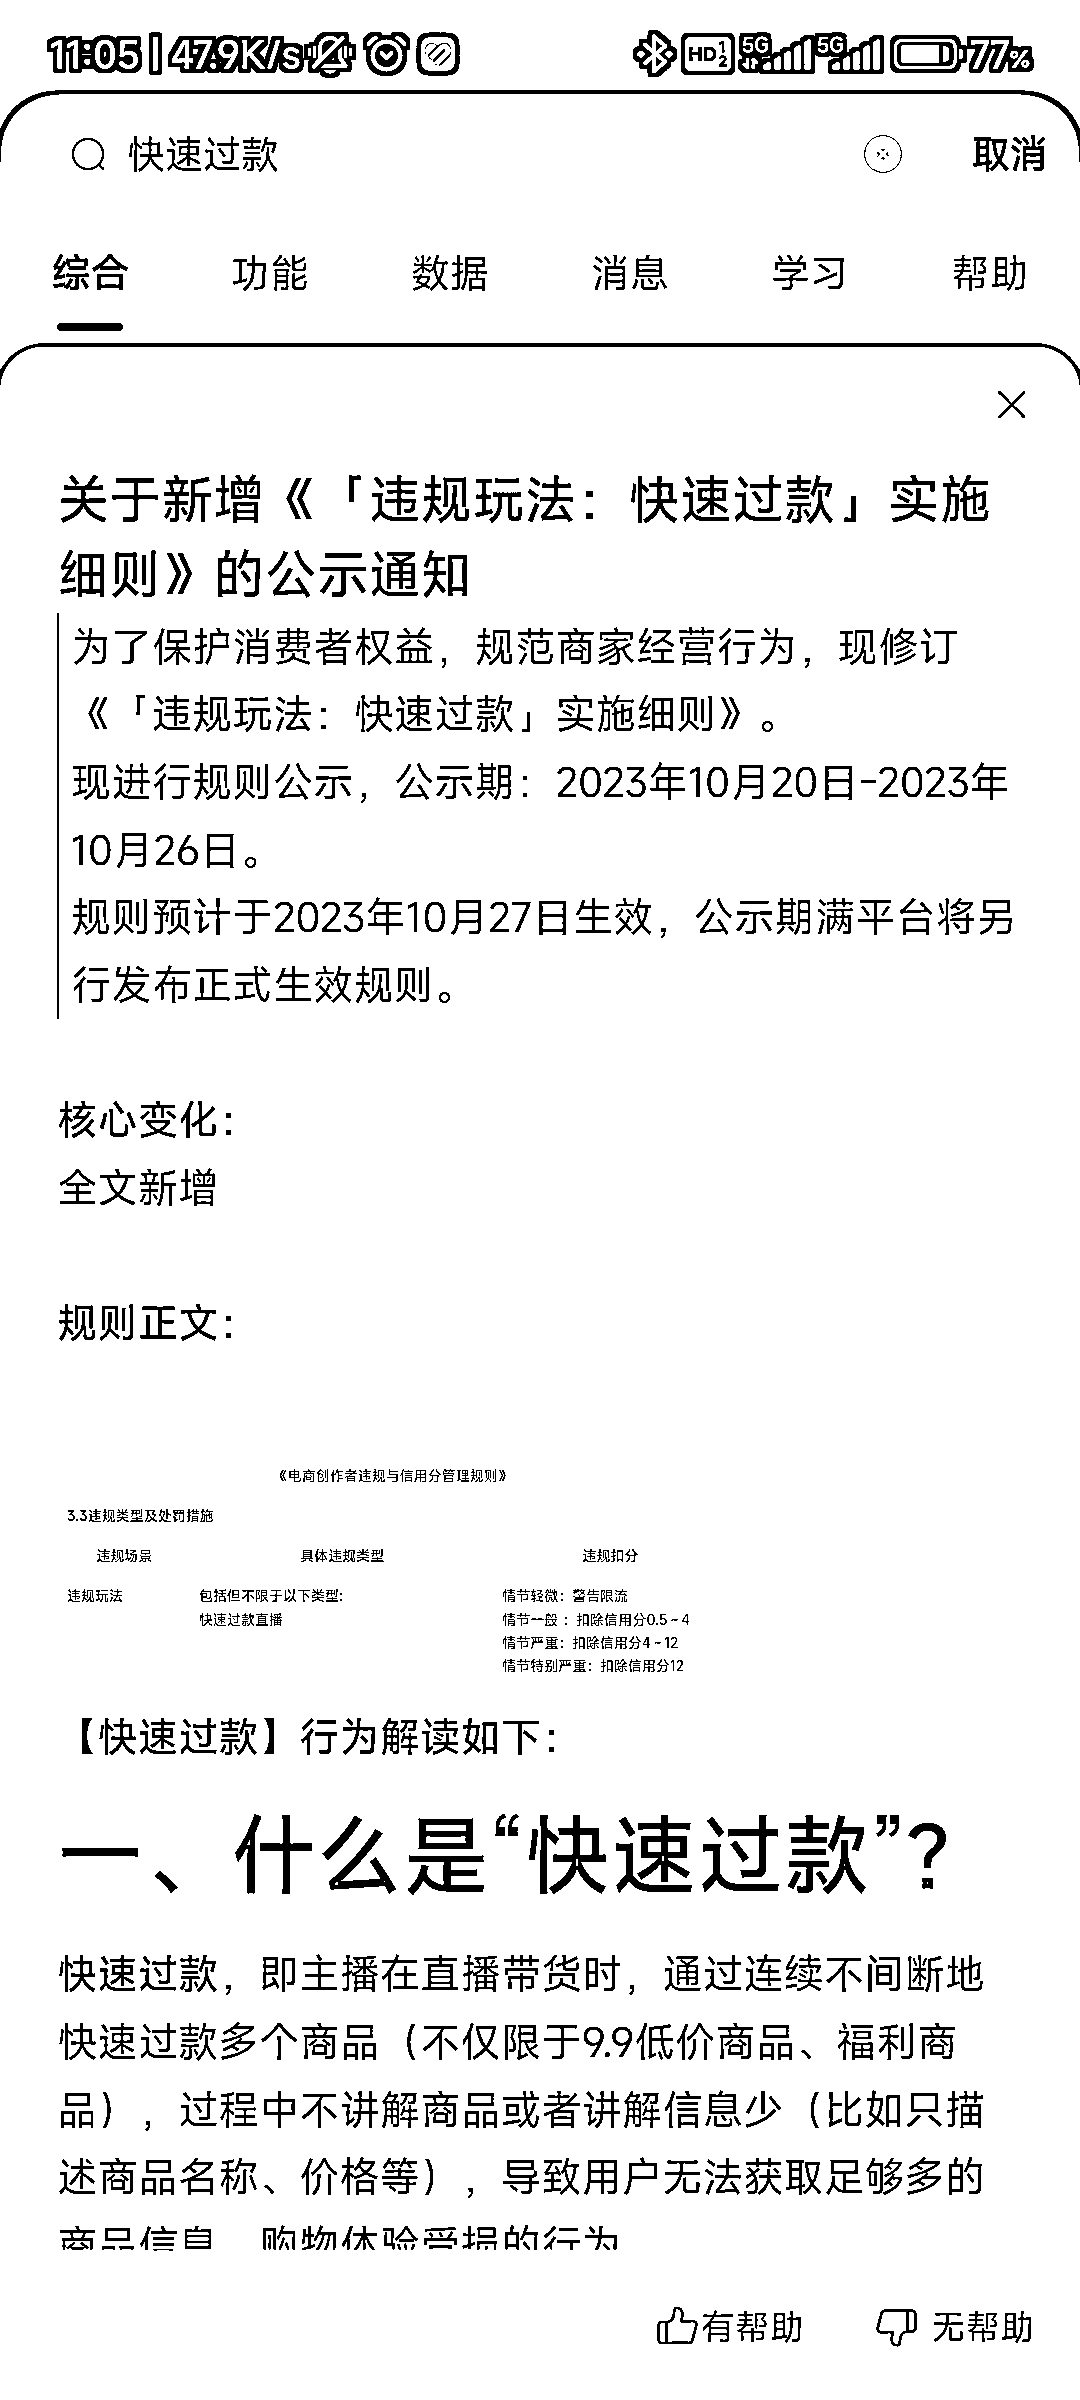 11:05 | 47.9K/s HD 1 2 5G 5G 77%
快速过款 取消
综合 功能 数据 消息 学习 帮助
关于新增《「违规玩法：快速过款」实施
细则》的公示通知
为了保护消费者权益，规范商家经营行为，现修订
《「违规玩法：快速过款」实施细则》。
现进行规则公示，公示期：2023年10月20日-2023年
10月26日。
规则预计于2023年10月27日生效，公示期满平台将另
行发布正式生效规则。
核心变化：
全文新增
规则正文：
《电商创作者违规与信用分管理规则》
3.3违规类型及处罚措施
违规场景 具体违规类型 违规扣分
违规玩法 包括但不限于以下类型: 情节轻微：警告限流
快速过款直播 情节一般 ：扣除信用分0.5 ~ 4
情节严重：扣除信用分4 ~ 12
情节特别严重：扣除信用分12
【快速过款】行为解读如下：
一、什么是“快速过款”？
快速过款，即主播在直播带货时，通过连续不间断地
快速过款多个商品（不仅限于9.9低价商品、福利商
品），过程中不讲解商品或者讲解信息少（比如只描
述商品名称、价格等），导致用户无法获取足够多的
商品信息、购物体验受损的行为
有帮助 无帮助